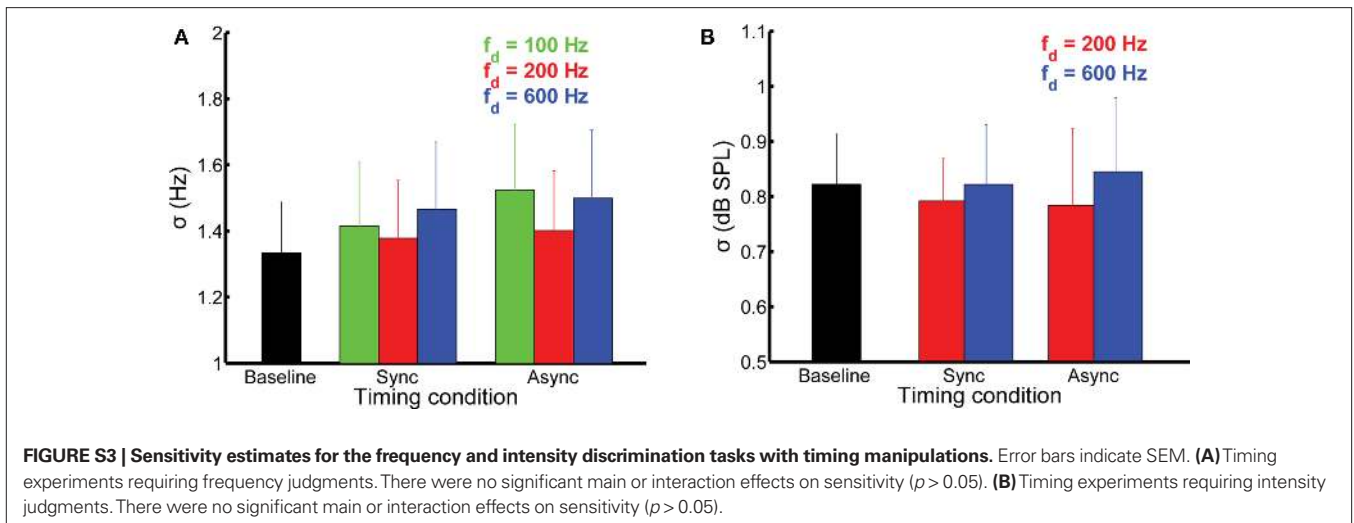 A
2
1.8
1.6
1.4
1.2
1
σ (Hz)
f_d = 100 Hz
f_d = 200 Hz
f_d = 600 Hz
Baseline Sync Async
Timing condition
B
1.1
1
0.9
0.8
0.7
0.6
0.5
σ (dB SPL)
f_d = 200 Hz
f_d = 600 Hz
Baseline Sync Async
Timing condition
FIGURE S3 | Sensitivity estimates for the frequency and intensity discrimination tasks with timing manipulations. Error bars indicate SEM. (A) Timing
experiments requiring frequency judgments. There were no significant main or interaction effects on sensitivity (p > 0.05). (B) Timing experiments requiring intensity
judgments. There were no significant main or interaction effects on sensitivity (p > 0.05).